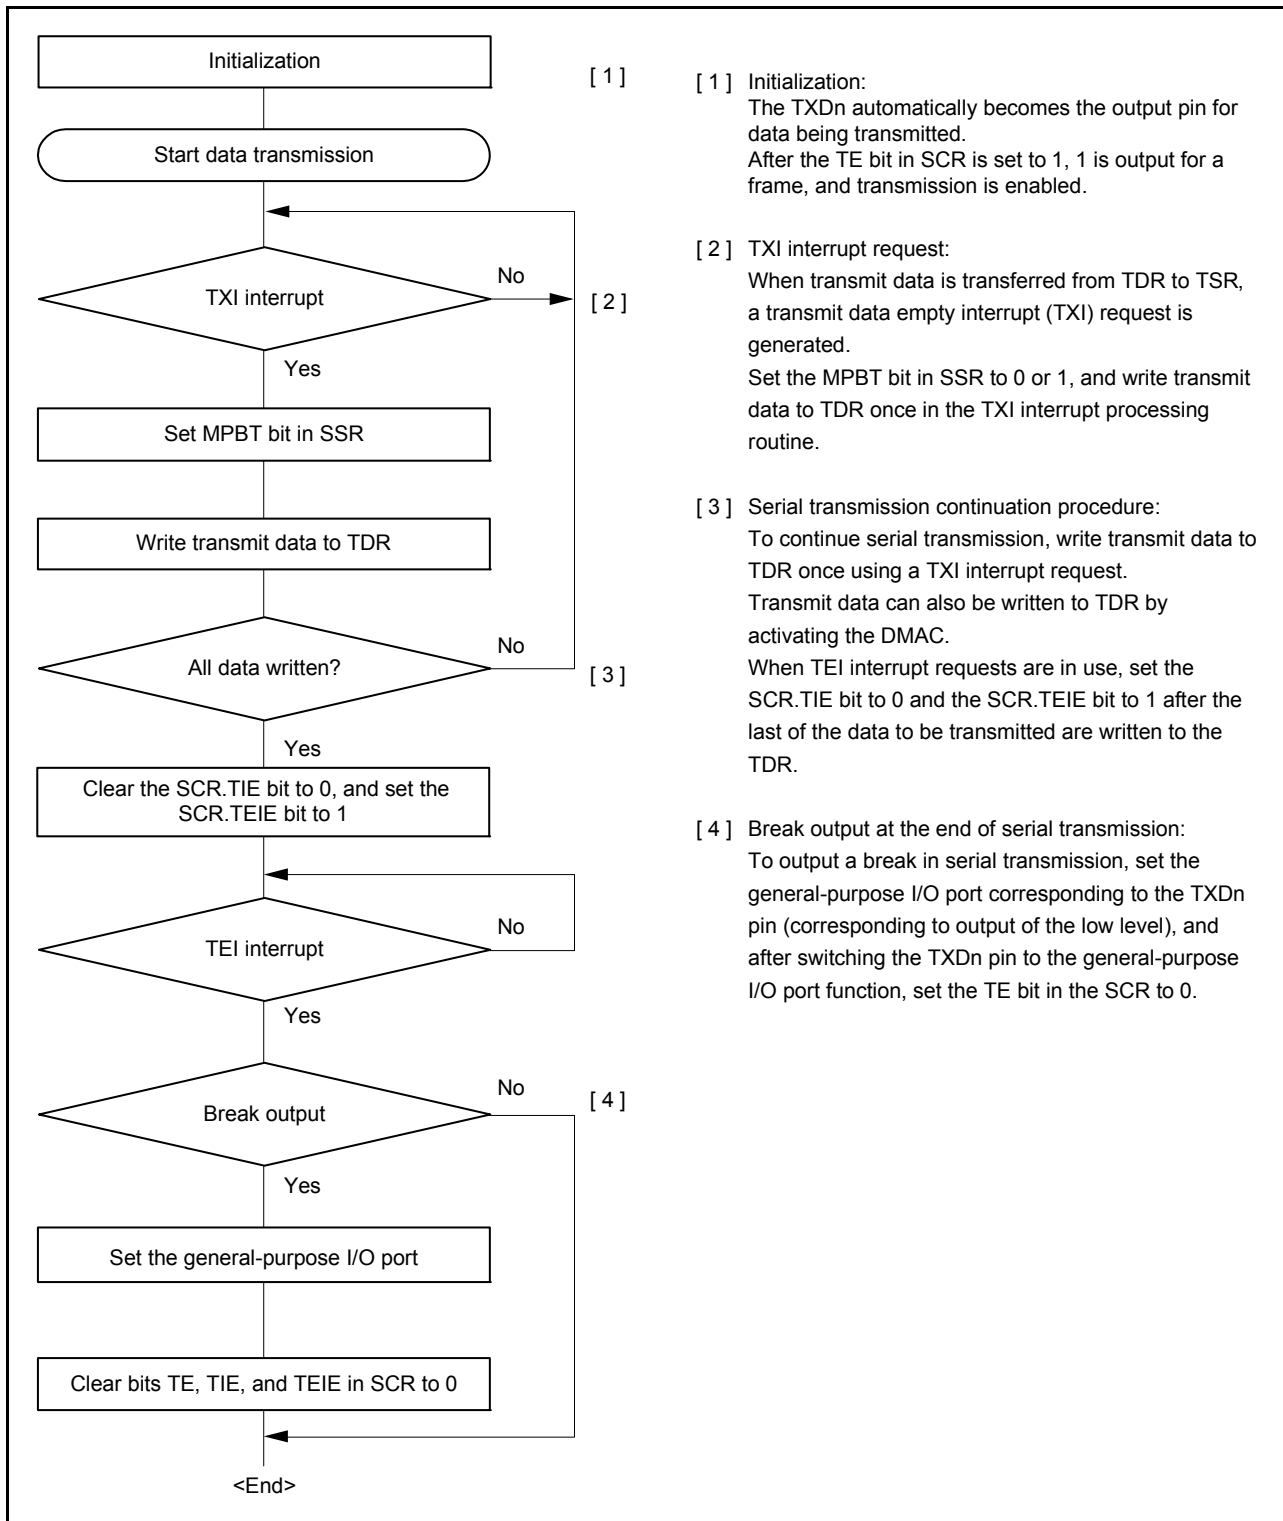 Initialization
[ 1 ]
Start data transmission
TXI interrupt
No
[ 2 ]
Yes
Set MPBT bit in SSR
Write transmit data to TDR
All data written?
No
[ 3 ]
Yes
Clear the SCR.TIE bit to 0, and set the
SCR.TEIE bit to 1
TEI interrupt
No
Yes
Break output
No
[ 4 ]
Yes
Set the general-purpose I/O port
Clear bits TE, TIE, and TEIE in SCR to 0
<End>
[ 1 ] Initialization:
The TXDn automatically becomes the output pin for
data being transmitted.
After the TE bit in SCR is set to 1, 1 is output for a
frame, and transmission is enabled.
[ 2 ] TXI interrupt request:
When transmit data is transferred from TDR to TSR,
a transmit data empty interrupt (TXI) request is
generated.
Set the MPBT bit in SSR to 0 or 1, and write transmit
data to TDR once in the TXI interrupt processing
routine.
[ 3 ] Serial transmission continuation procedure:
To continue serial transmission, write transmit data to
TDR once using a TXI interrupt request.
Transmit data can also be written to TDR by
activating the DMAC.
When TEI interrupt requests are in use, set the
SCR.TIE bit to 0 and the SCR.TEIE bit to 1 after the
last of the data to be transmitted are written to the
TDR.
[ 4 ] Break output at the end of serial transmission:
To output a break in serial transmission, set the
general-purpose I/O port corresponding to the TXDn
pin (corresponding to output of the low level), and
after switching the TXDn pin to the general-purpose
I/O port function, set the TE bit in the SCR to 0.